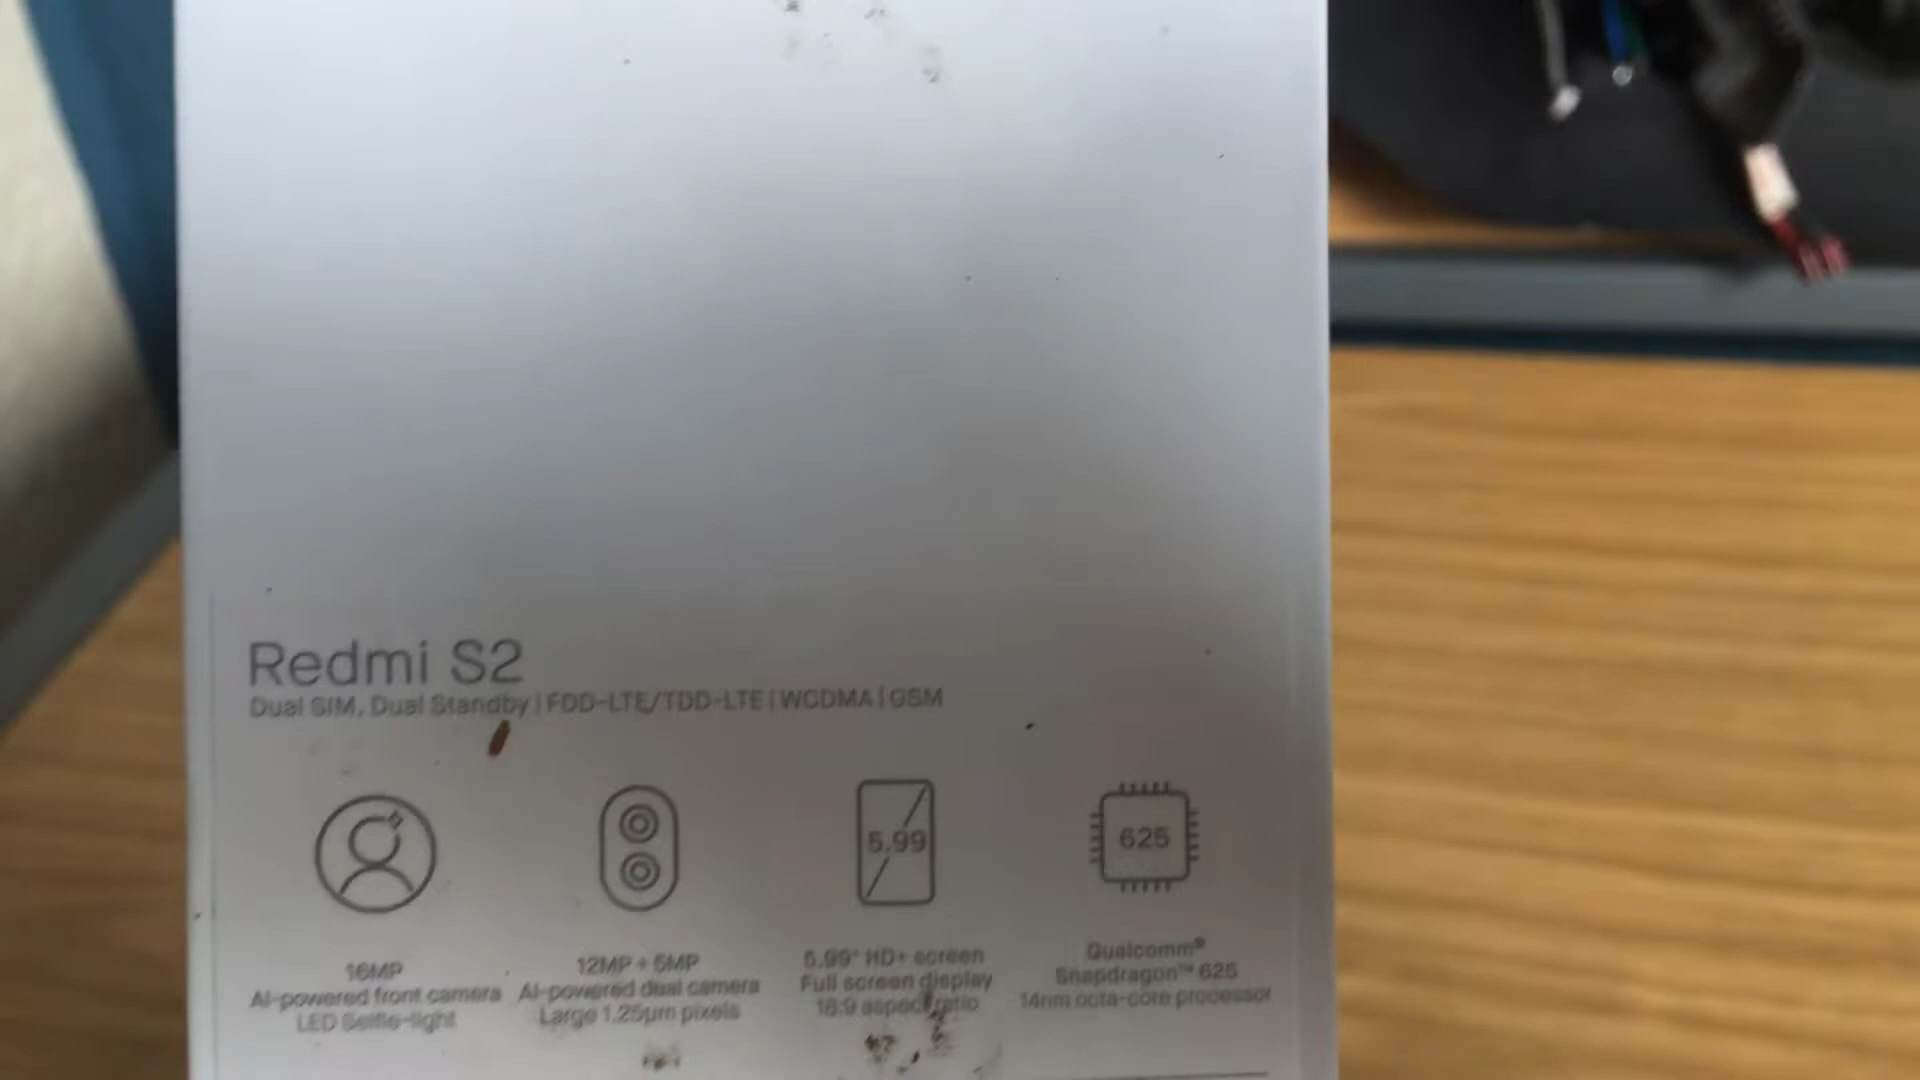 Redmi S2
Dual SIM, Dual Standby | FDD-LTE/TDD-LTE | WCDMA | GSM
5.99
625
16MP
AI-powered front camera
LED Selfie-light
12MP + 5MP
AI-powered dual camera
Large 1.25μm pixels
5.99" HD+ screen
Full screen display
18:9 aspect ratio
Qualcomm®
Snapdragon™ 625
14nm octa-core processor